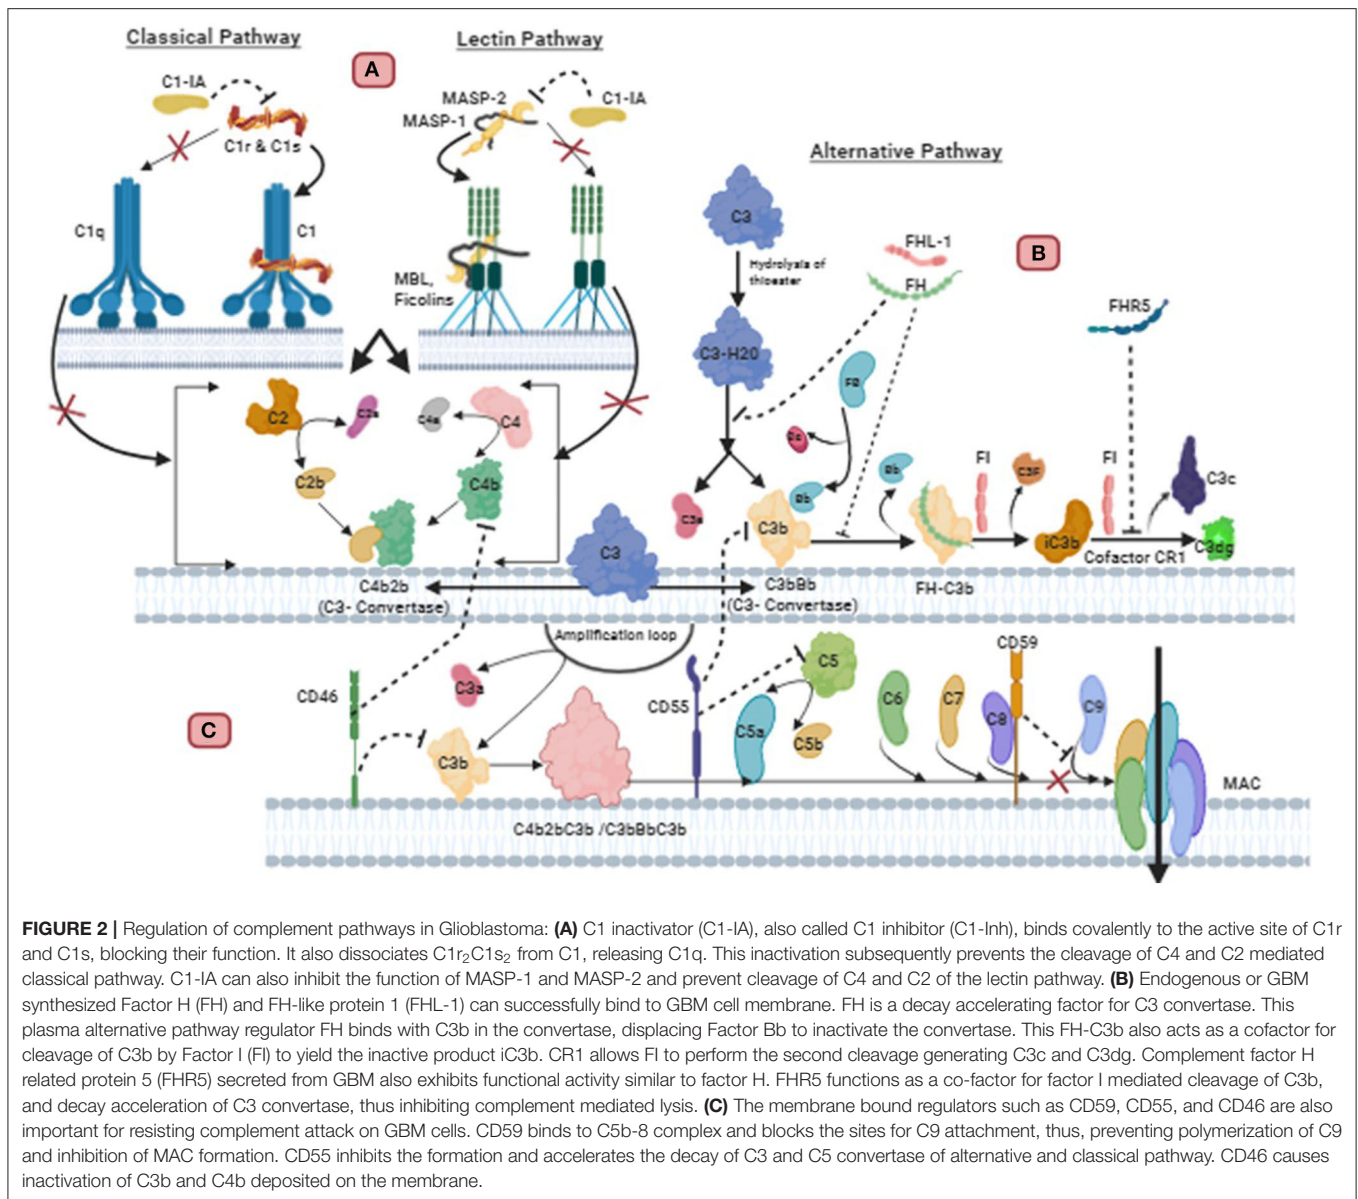 Classical Pathway
Lectin Pathway
A
C1-IA
C1r & C1s
MASP-2
MASP-1
C1-IA
Alternative Pathway
C1q
C1
MBL,
Ficolins
C3
Hydrolysis of
thioester
C3-H20
FHL-1
FH
B
FHR5
C2
C2a
C4a
C4
C2b
C4b
FB
Bb
C3a
C3b
Bb
FI
C3F
iC3b
FI
C3c
Cofactor CR1
C3dg
C3
C4b2b
(C3- Convertase)
C3bBb
(C3- Convertase)
FH-C3b
Amplification loop
CD46
C3a
C
C3b
CD55
C5
C5a
C5b
C6
C7
C8
CD59
C9
MAC
C4b2bC3b /C3bBbC3b
FIGURE 2 | Regulation of complement pathways in Glioblastoma: (A) C1 inactivator (C1-IA), also called C1 inhibitor (C1-Inh), binds covalently to the active site of C1r
and C1s, blocking their function. It also dissociates C1r₂C1s₂ from C1, releasing C1q. This inactivation subsequently prevents the cleavage of C4 and C2 mediated
classical pathway. C1-IA can also inhibit the function of MASP-1 and MASP-2 and prevent cleavage of C4 and C2 of the lectin pathway. (B) Endogenous or GBM
synthesized Factor H (FH) and FH-like protein 1 (FHL-1) can successfully bind to GBM cell membrane. FH is a decay accelerating factor for C3 convertase. This
plasma alternative pathway regulator FH binds with C3b in the convertase, displacing Factor Bb to inactivate the convertase. This FH-C3b also acts as a cofactor for
cleavage of C3b by Factor I (FI) to yield the inactive product iC3b. CR1 allows FI to perform the second cleavage generating C3c and C3dg. Complement factor H
related protein 5 (FHR5) secreted from GBM also exhibits functional activity similar to factor H. FHR5 functions as a co-factor for factor I mediated cleavage of C3b,
and decay acceleration of C3 convertase, thus inhibiting complement mediated lysis. (C) The membrane bound regulators such as CD59, CD55, and CD46 are also
important for resisting complement attack on GBM cells. CD59 binds to C5b-8 complex and blocks the sites for C9 attachment, thus, preventing polymerization of C9
and inhibition of MAC formation. CD55 inhibits the formation and accelerates the decay of C3 and C5 convertase of alternative and classical pathway. CD46 causes
inactivation of C3b and C4b deposited on the membrane.